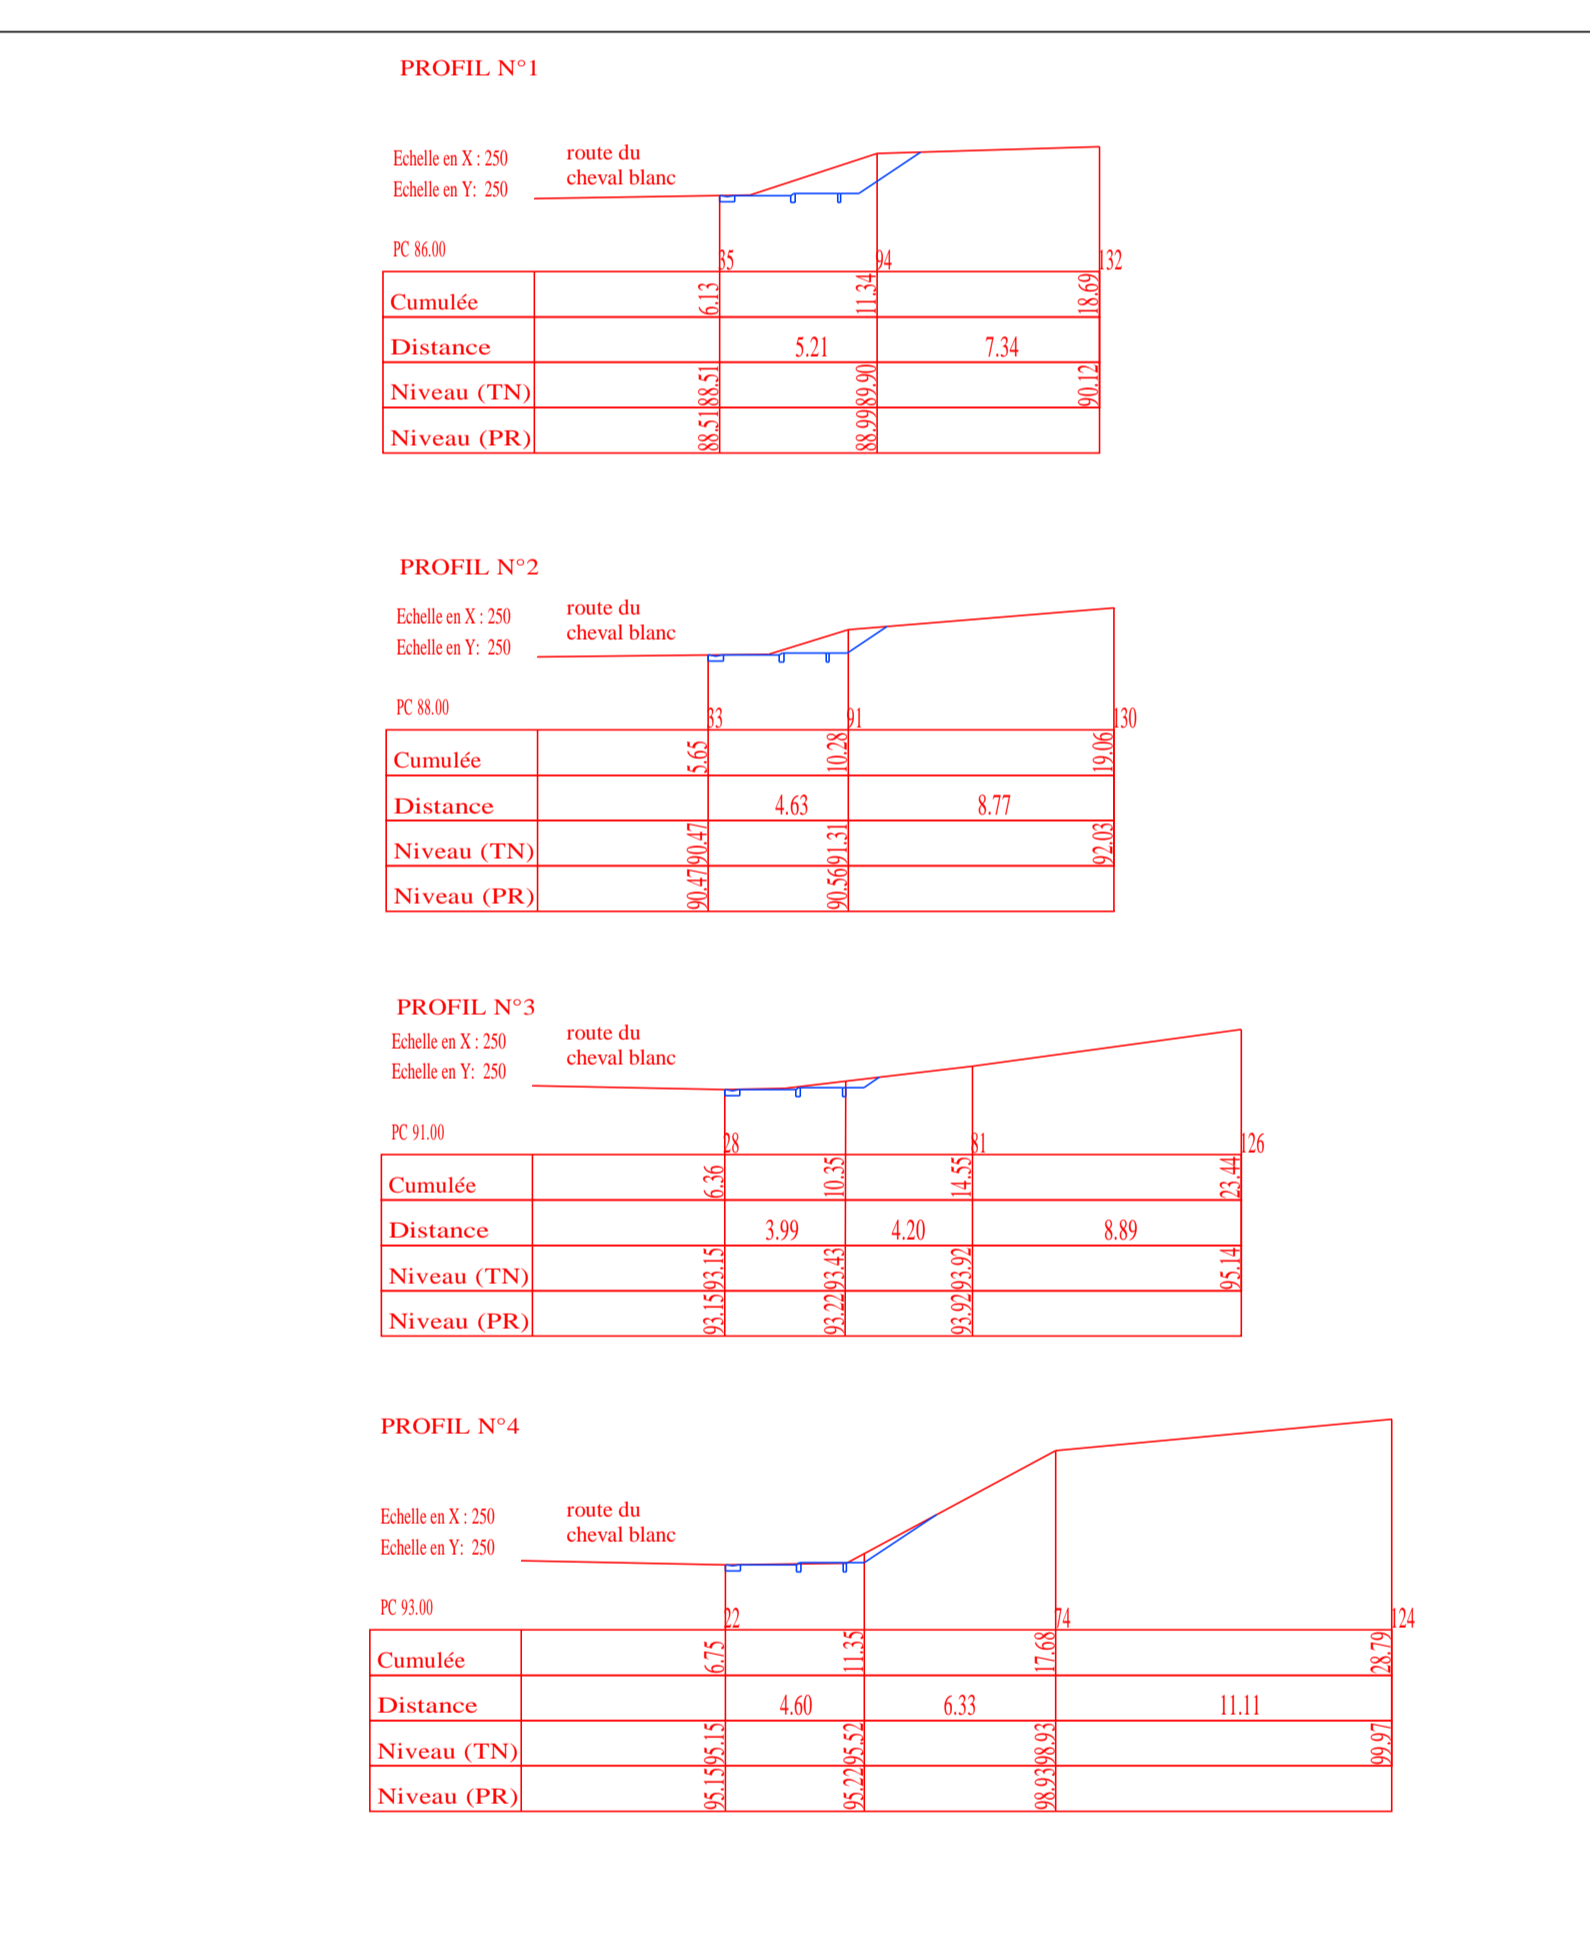 PROFIL N°1
Echelle en X : 250
Echelle en Y: 250
route du
cheval blanc
PC 86.00
35 94 132
Cumulée 6.13 11.34 18.69
Distance 5.21 7.34
Niveau (TN) 88.51 89.90 90.12
Niveau (PR) 88.51 88.99
PROFIL N°2
Echelle en X : 250
Echelle en Y: 250
route du
cheval blanc
PC 88.00
33 91 130
Cumulée 5.65 10.28 19.06
Distance 4.63 8.77
Niveau (TN) 90.47 91.31 92.03
Niveau (PR) 90.47 90.56
PROFIL N°3
Echelle en X : 250
Echelle en Y: 250
route du
cheval blanc
PC 91.00
28 81 126
Cumulée 6.36 10.35 14.55 23.44
Distance 3.99 4.20 8.89
Niveau (TN) 93.15 93.43 93.92 95.14
Niveau (PR) 93.15 93.22 93.92
PROFIL N°4
Echelle en X : 250
Echelle en Y: 250
route du
cheval blanc
PC 93.00
22 74 124
Cumulée 6.75 11.35 17.68 28.79
Distance 4.60 6.33 11.11
Niveau (TN) 95.15 95.52 98.93 99.97
Niveau (PR) 95.15 95.22 98.93